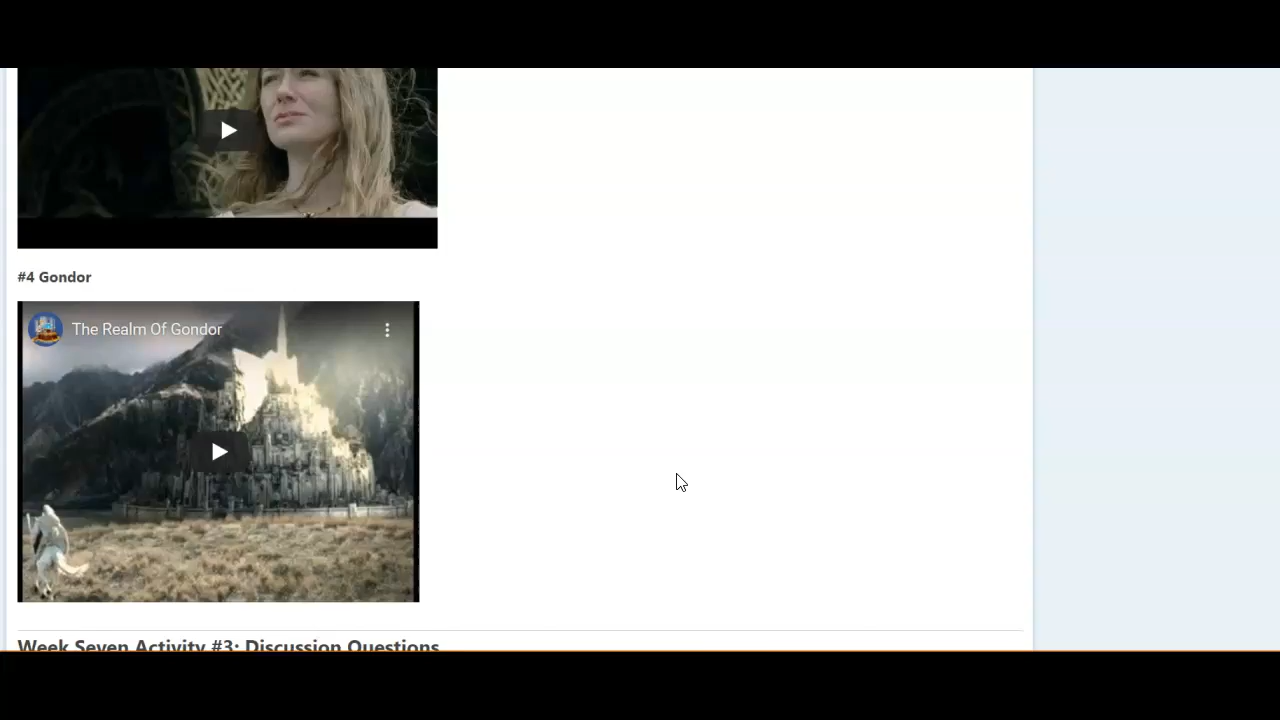 #4 Gondor
The Realm Of Gondor
Week Seven Activity #3: Discussion Questions